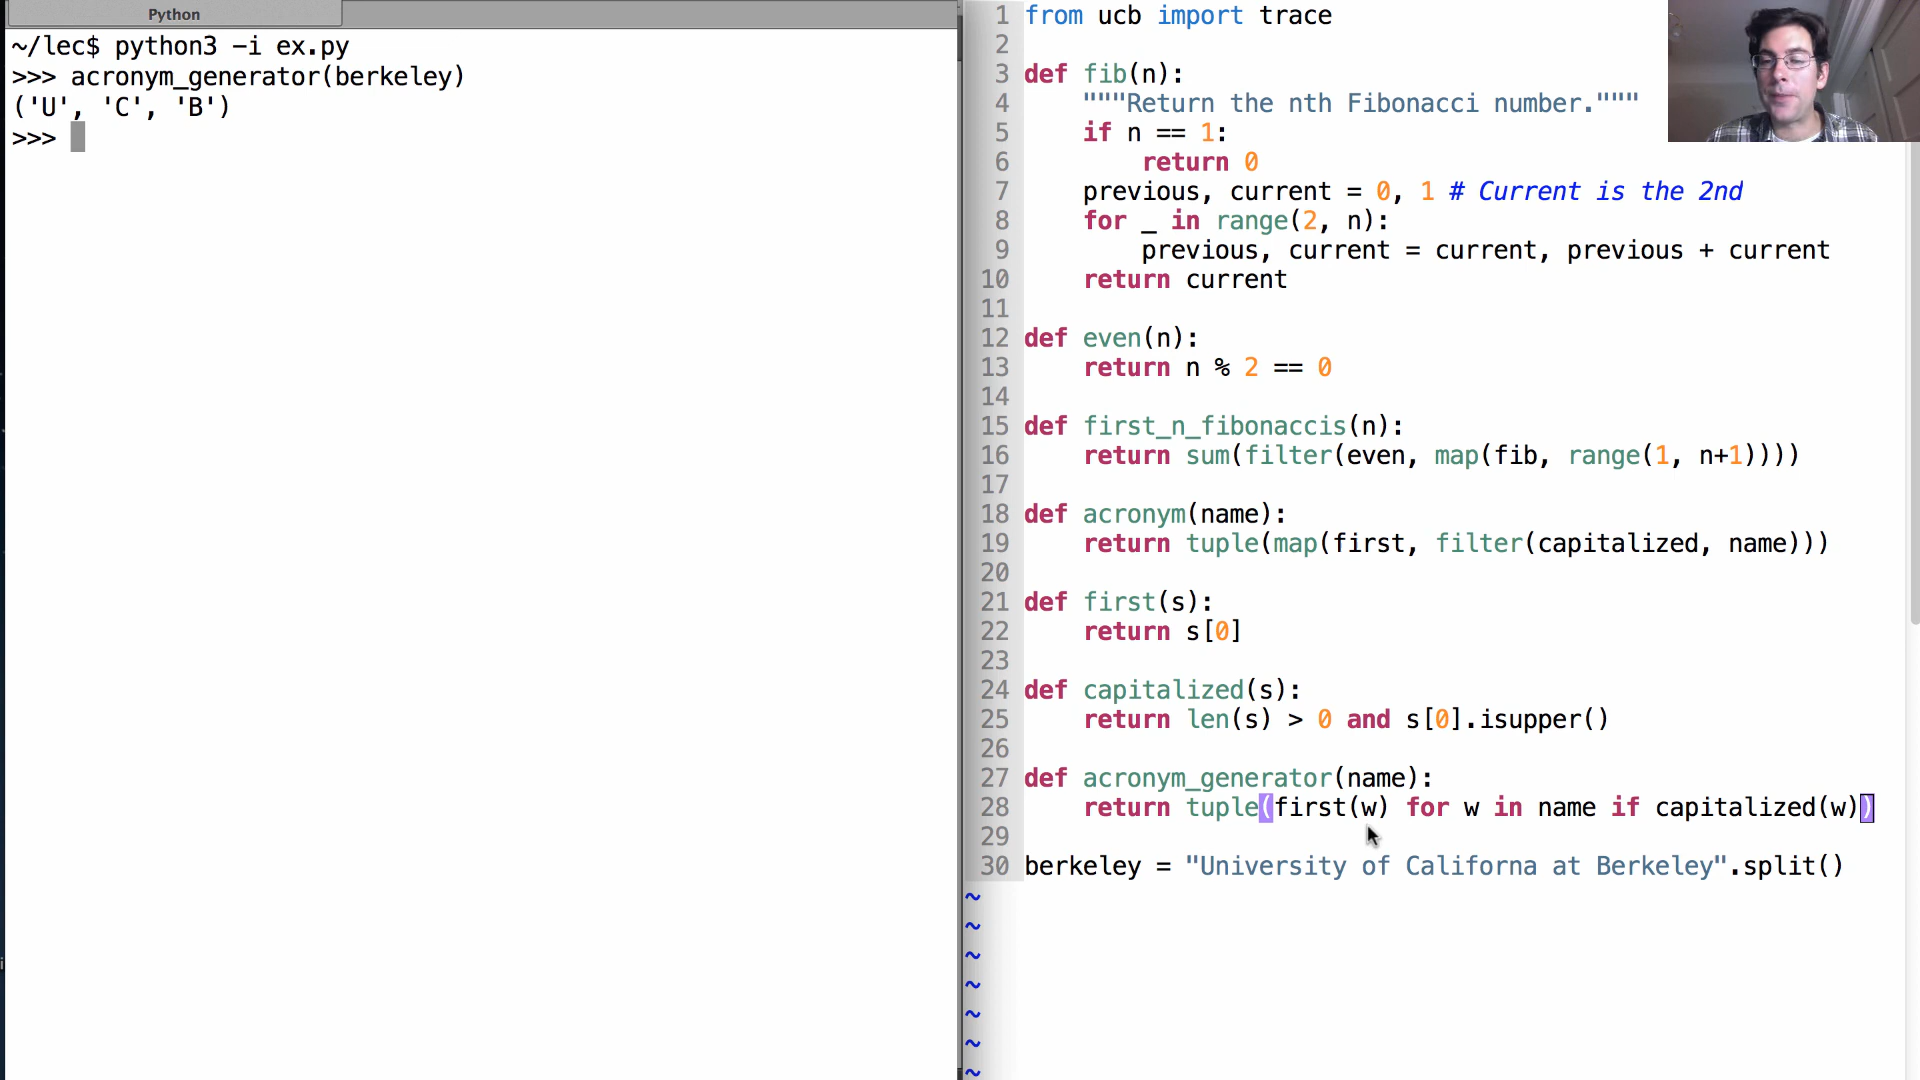 Python
~/lec$ python3 -i ex.py
>>> acronym_generator(berkeley)
('U', 'C', 'B')
>>>
1 from ucb import trace
2
3 def fib(n):
4     """Return the nth Fibonacci number."""
5     if n == 1:
6         return 0
7     previous, current = 0, 1 # Current is the 2nd
8     for _ in range(2, n):
9         previous, current = current, previous + current
10     return current
11
12 def even(n):
13     return n % 2 == 0
14
15 def first_n_fibonaccis(n):
16     return sum(filter(even, map(fib, range(1, n+1))))
17
18 def acronym(name):
19     return tuple(map(first, filter(capitalized, name)))
20
21 def first(s):
22     return s[0]
23
24 def capitalized(s):
25     return len(s) > 0 and s[0].isupper()
26
27 def acronym_generator(name):
28     return tuple(first(w) for w in name if capitalized(w))
29
30 berkeley = "University of Californa at Berkeley".split()
~
~
~
~
~
~
~